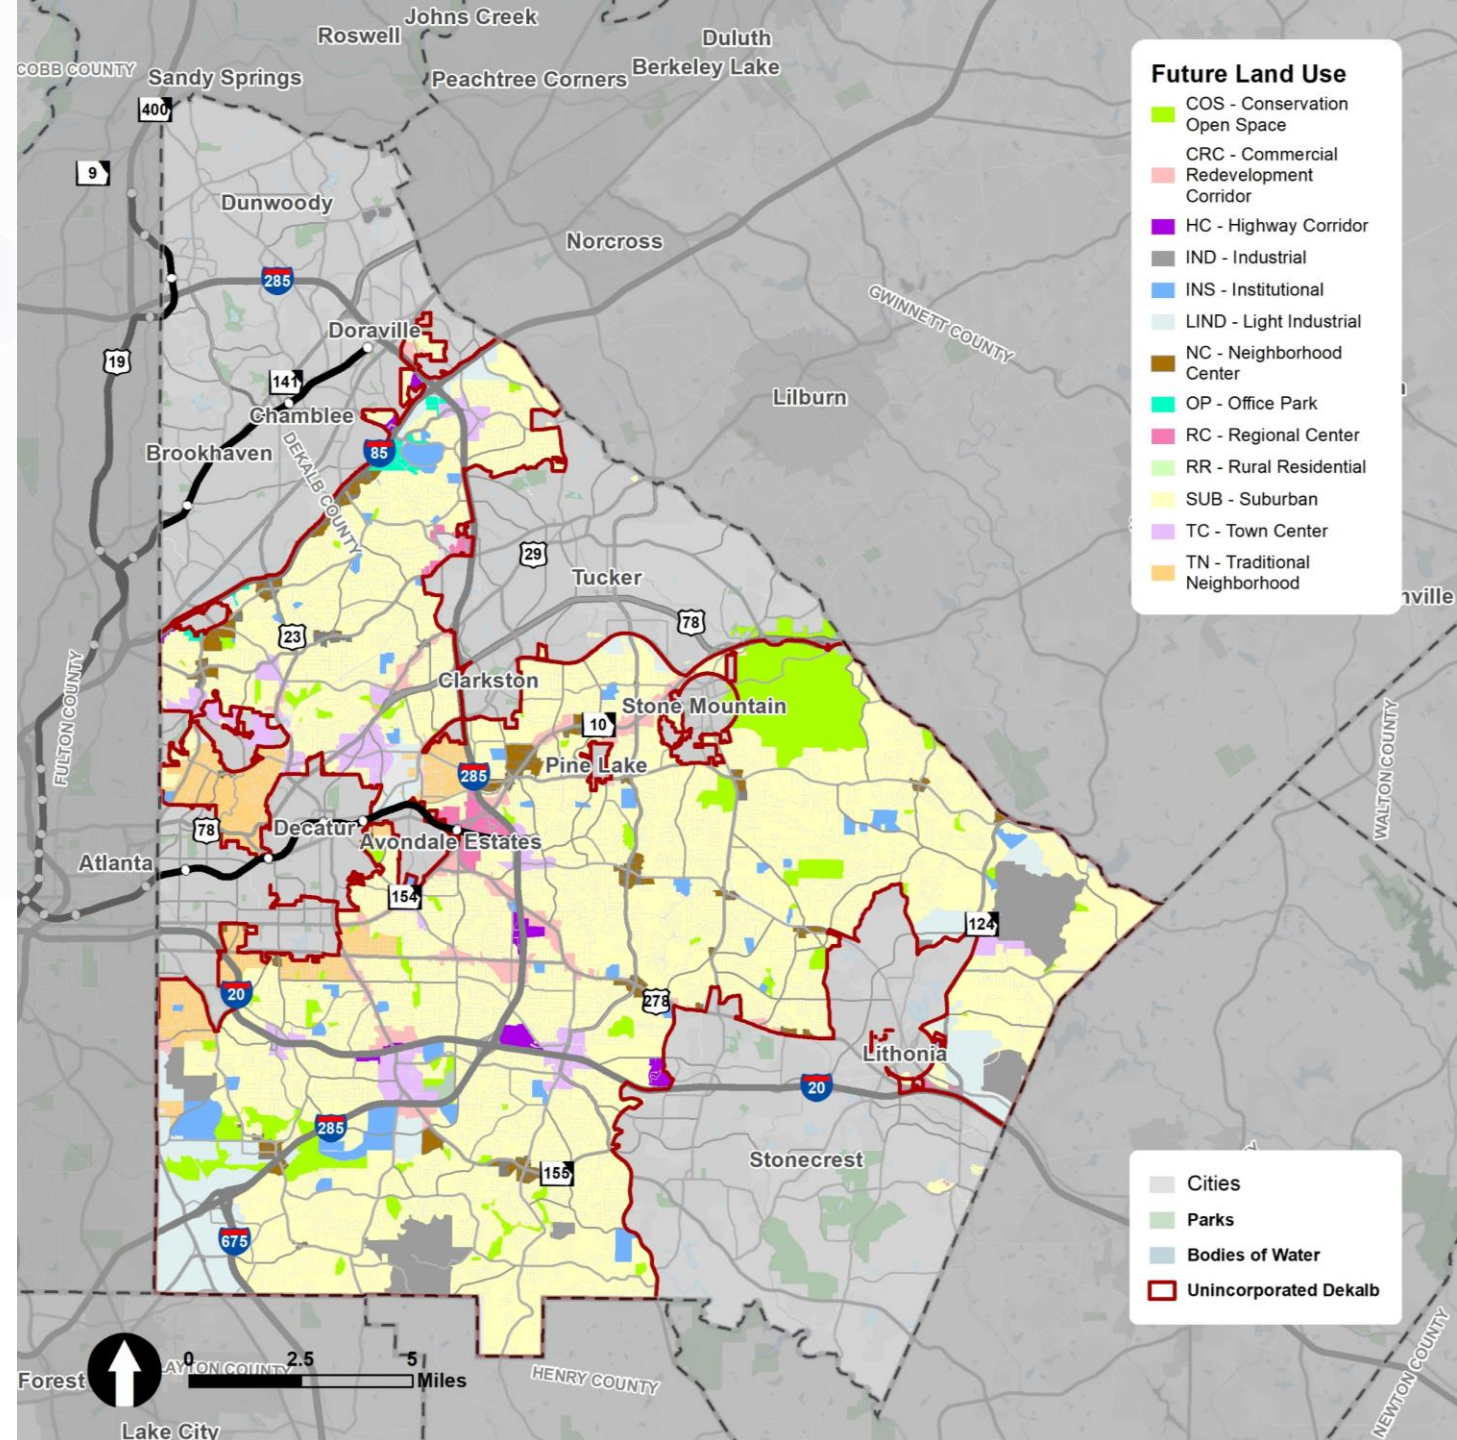 Johns Creek
Roswell
Duluth
COBB COUNTY
Sandy Springs
Peachtree Corners
Berkeley Lake
400
9
Dunwoody
Norcross
285
GWINNETT COUNTY
Doraville
19
141
Lilburn
Chamblee
Brookhaven
85
DEKALB COUNTY
29
Tucker
78
23
Clarkston
FULTON COUNTY
Stone Mountain
10
Pine Lake
285
WALTON COUNTY
78
Decatur
Avondale Estates
Atlanta
154
124
20
278
Lithonia
20
285
Stonecrest
155
675
Future Land Use
COS - Conservation
Open Space
CRC - Commercial
Redevelopment
Corridor
HC - Highway Corridor
IND - Industrial
INS - Institutional
LIND - Light Industrial
NC - Neighborhood
Center
OP - Office Park
RC - Regional Center
RR - Rural Residential
SUB - Suburban
TC - Town Center
TN - Traditional
Neighborhood
nville
Cities
Parks
Bodies of Water
Unincorporated Dekalb
0 2.5 5
Miles
LAYTON COUNTY
HENRY COUNTY
NEWTON COUNTY
Forest
Lake City